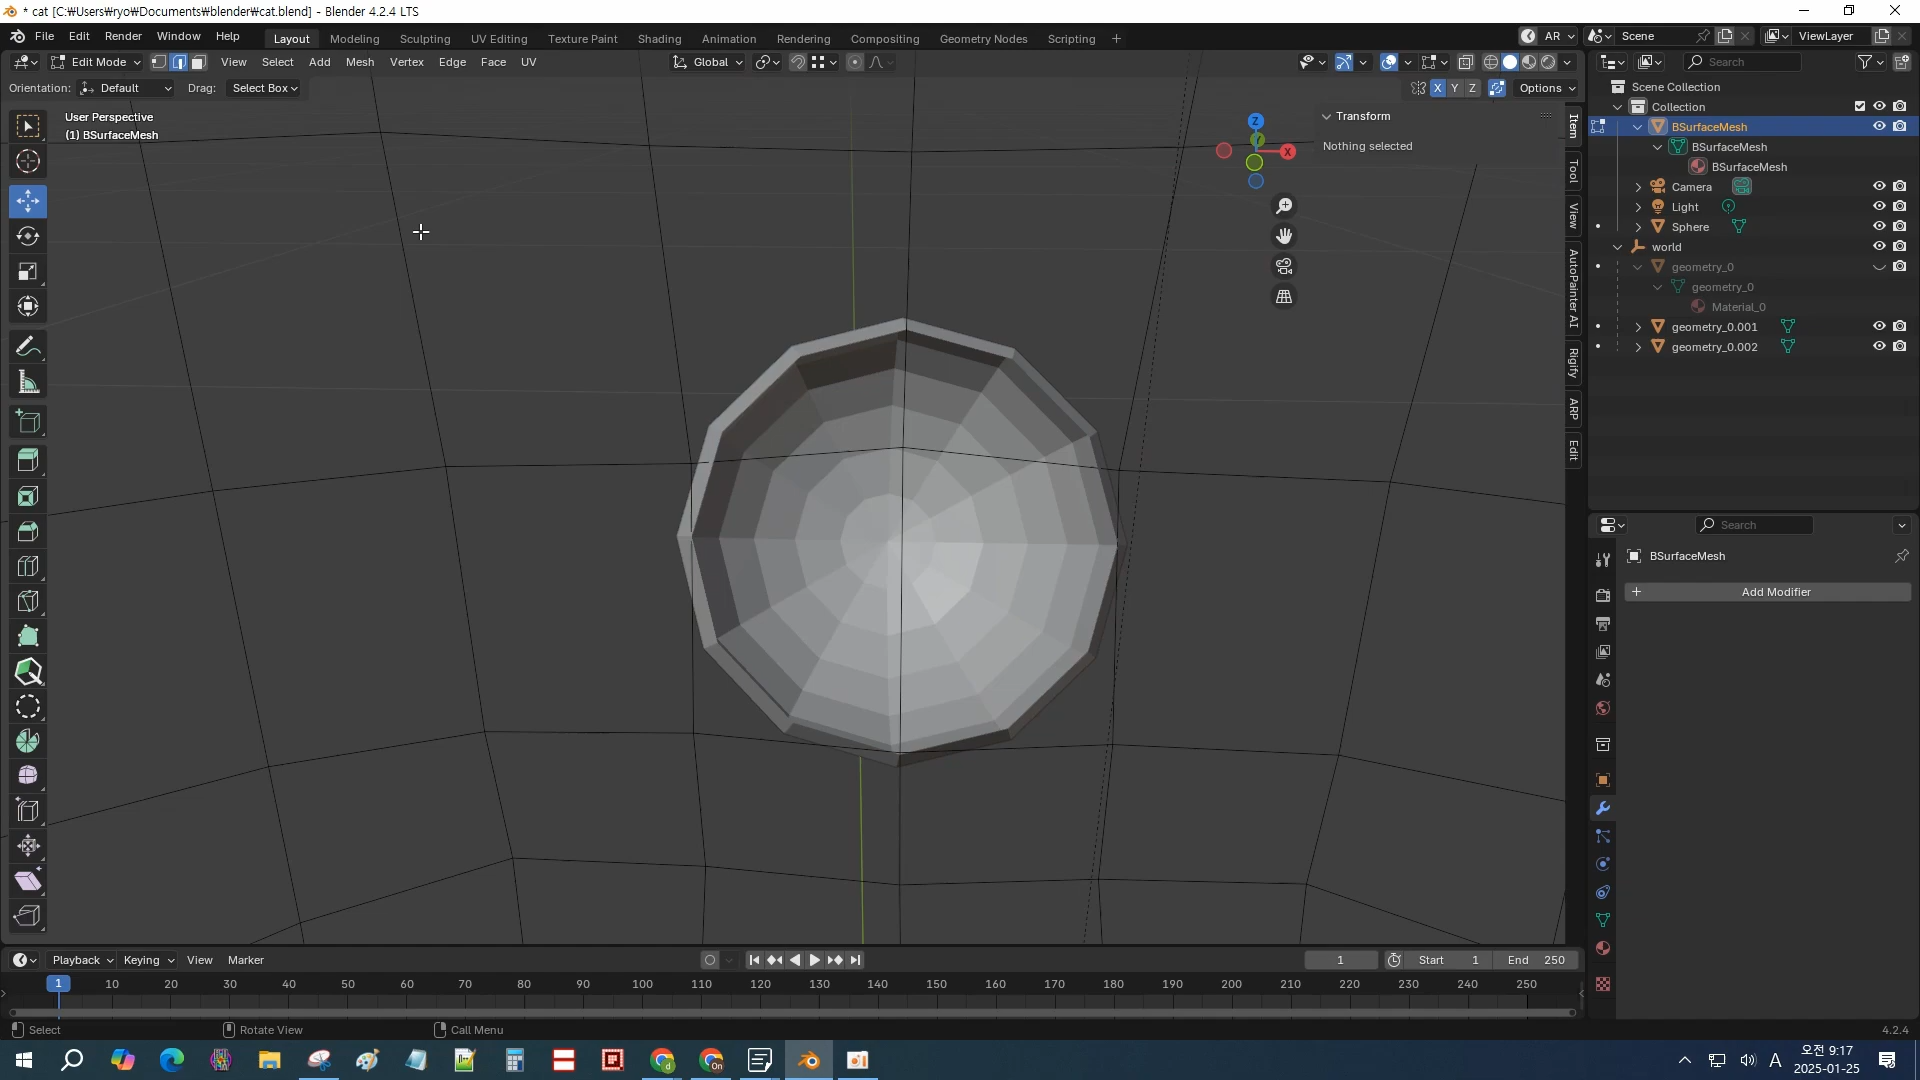 * cat [C:₩Users₩ryo₩Documents₩blender₩cat.blend] - Blender 4.2.4 LTS
File Edit Render Window Help Layout Modeling Sculpting UV Editing Texture Paint Shading Animation Rendering Compositing Geometry Nodes Scripting + AR Scene ViewLayer
Edit Mode View Select Add Mesh Vertex Edge Face UV Global Search
Orientation: Default Drag: Select Box X Y Z Options
Scene Collection
Collection
BSurfaceMesh
BSurfaceMesh
BSurfaceMesh
Camera
Light
Sphere
world
geometry_0
geometry_0
Material_0
geometry_0.001
geometry_0.002
User Perspective
(1) BSurfaceMesh
Z
X
Transform
Nothing selected
Item
Tool
View
AutoPainter AI
Rigify
ARP
Edit
Search
BSurfaceMesh
+ Add Modifier
Playback Keying View Marker 1 Start 1 End 250
1 10 20 30 40 50 60 70 80 90 100 110 120 130 140 150 160 170 180 190 200 210 220 230 240 250
Select Rotate View Call Menu 4.2.4
d On A 오전 9:17
2025-01-25